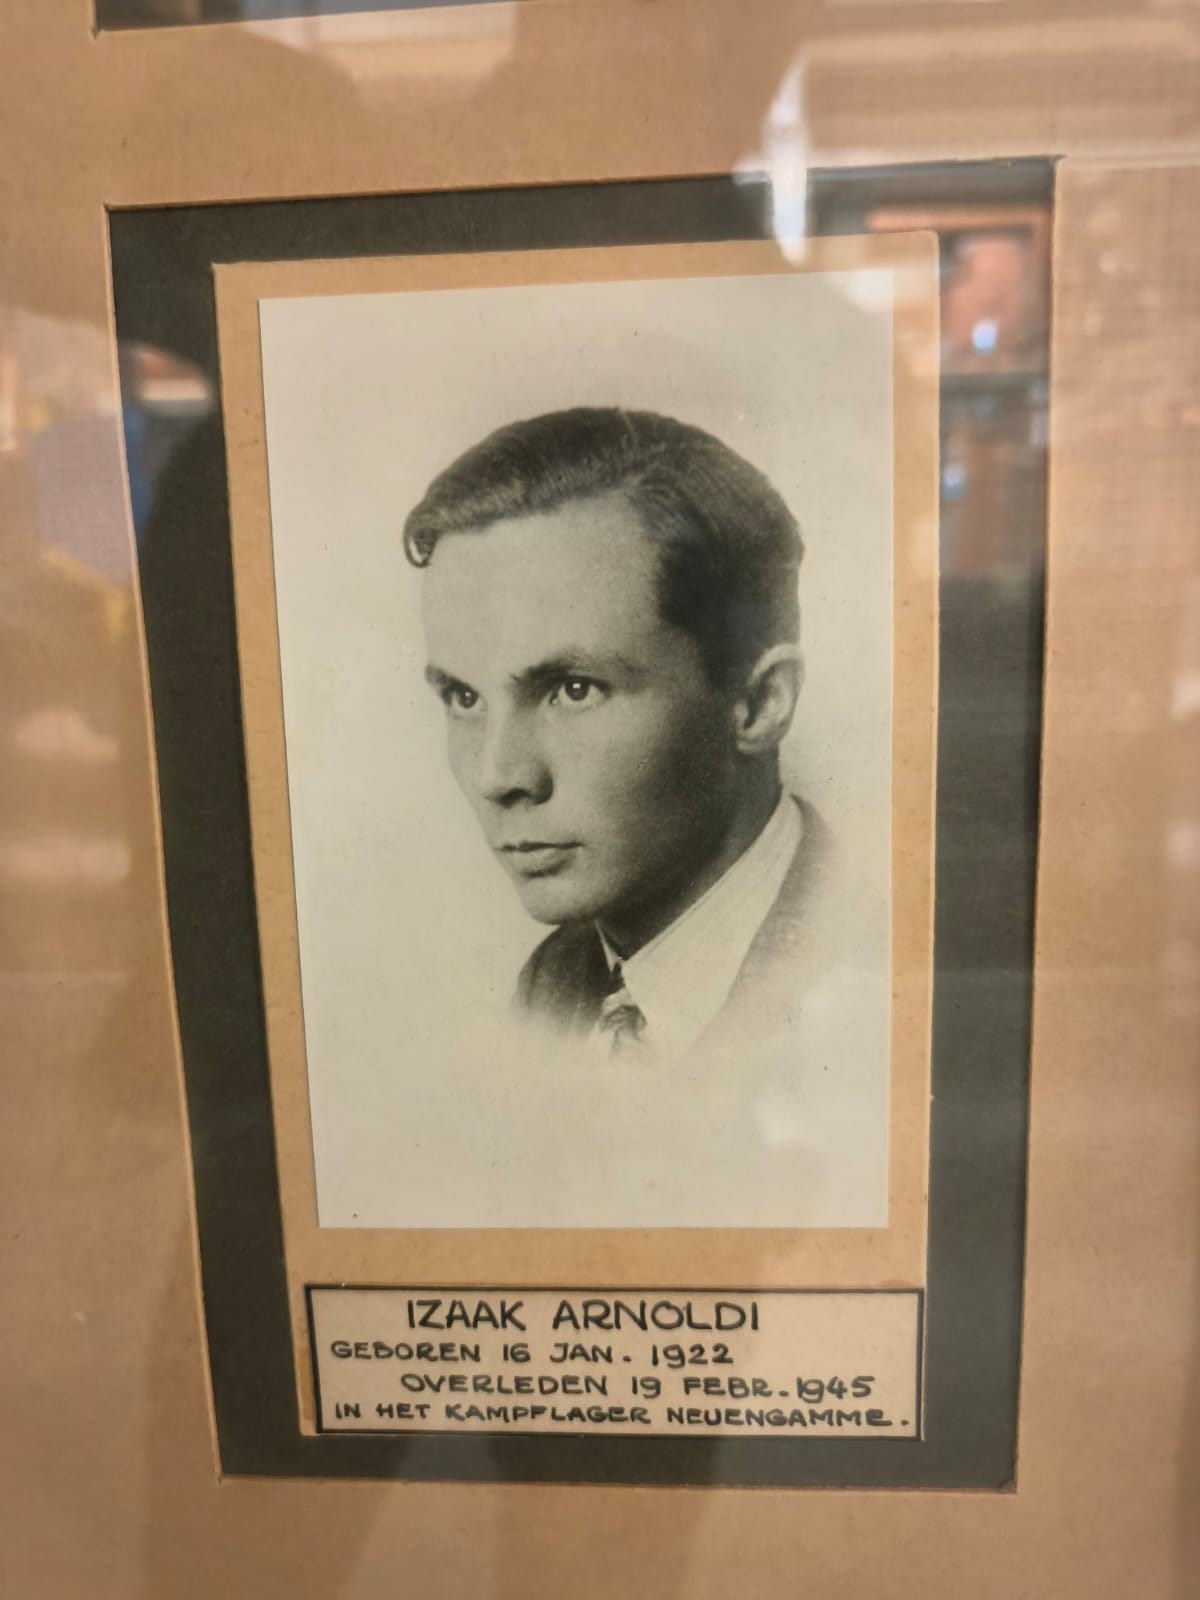 IZAAK ARNOLDI
GEBOREN 16 JAN. 1922
OVERLEDEN 19 FEBR. 1945
IN HET KAMPFLAGER NEUENGAMME.